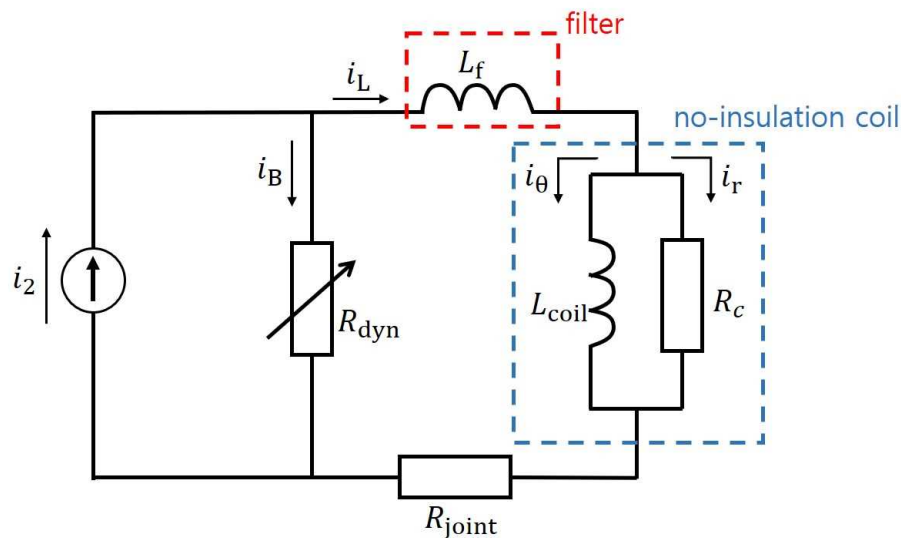 filter
L_f
i_L
no-insulation coil
i_B
i_θ
i_r
i_2
R_dyn
L_coil
R_c
R_joint